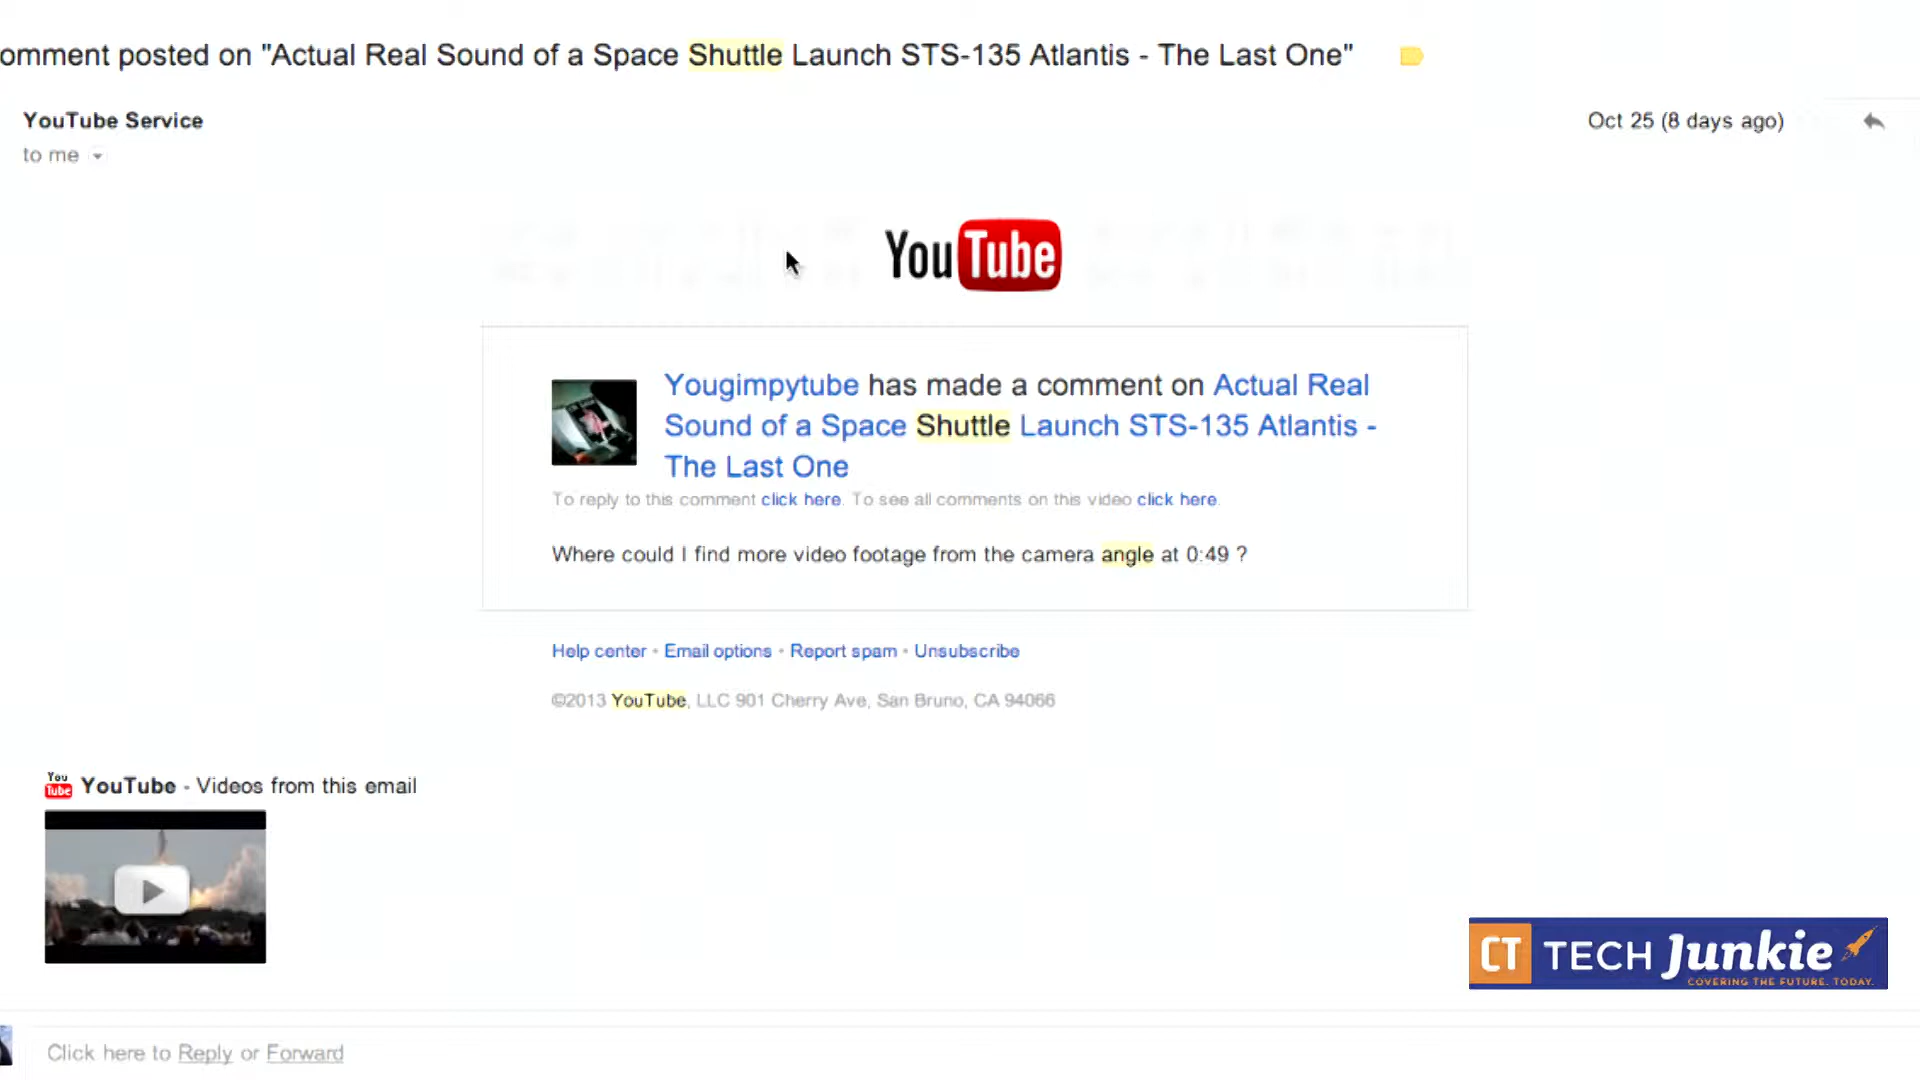 omment posted on "Actual Real Sound of a Space Shuttle Launch STS-135 Atlantis - The Last One"
YouTube Service
Oct 25 (8 days ago)
to me
YouTube
Yougimpytube has made a comment on Actual Real
Sound of a Space Shuttle Launch STS-135 Atlantis -
The Last One
To reply to this comment click here. To see all comments on this video click here.
Where could I find more video footage from the camera angle at 0:49 ?
Help center • Email options • Report spam • Unsubscribe
©2013 YouTube, LLC 901 Cherry Ave, San Bruno, CA 94066
You Tube YouTube - Videos from this email
CT TECH Junkie
COVERING THE FUTURE. TODAY.
Click here to Reply or Forward